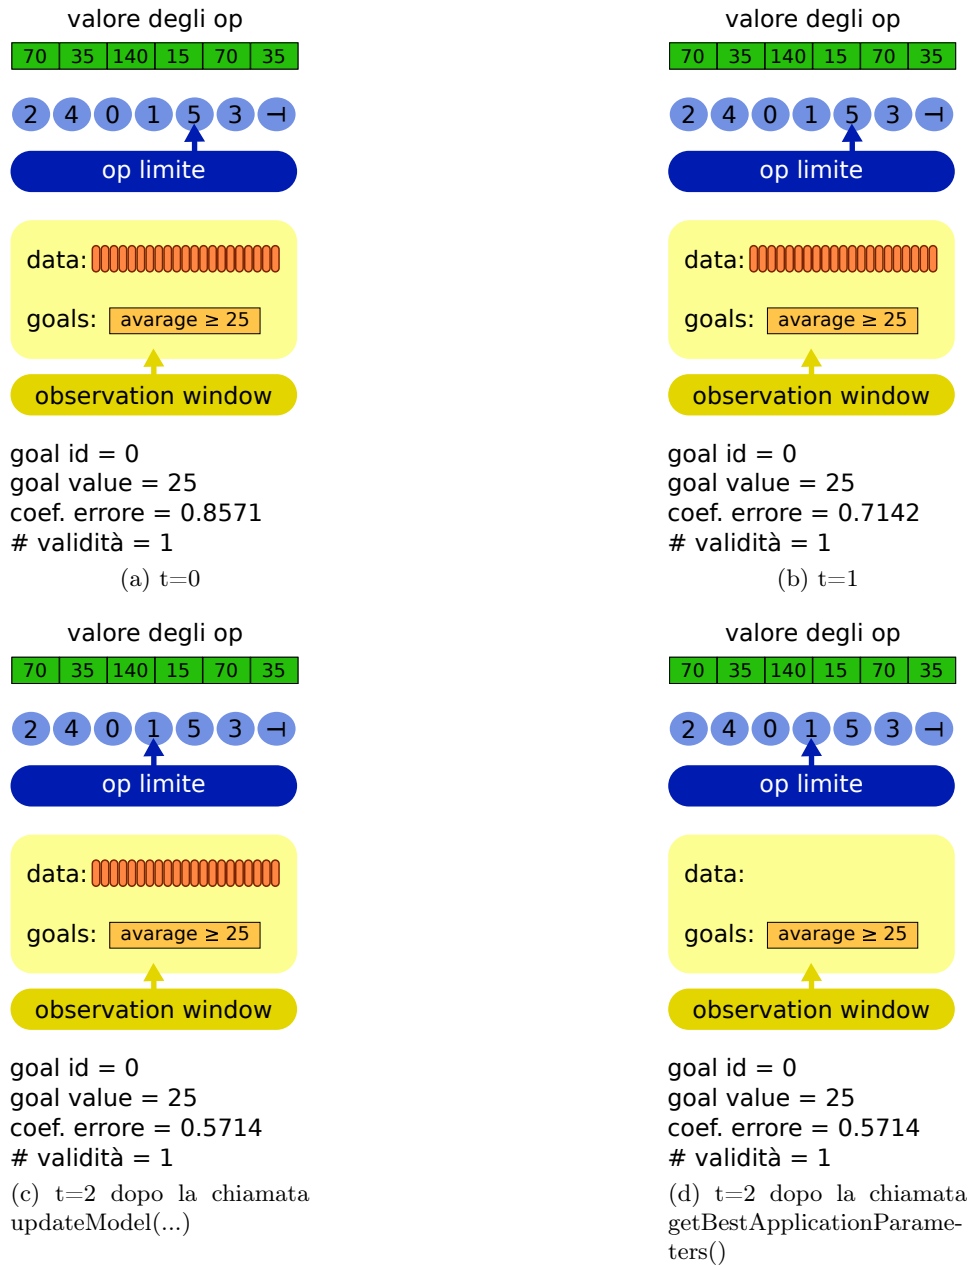 valore degli op
70 35 140 15 70 35
2 4 0 1 5 3 ⊣
op limite
data:
goals: avarage ≥ 25
observation window
goal id = 0
goal value = 25
coef. errore = 0.8571
# validità = 1
(a) t=0
valore degli op
70 35 140 15 70 35
2 4 0 1 5 3 ⊣
op limite
data:
goals: avarage ≥ 25
observation window
goal id = 0
goal value = 25
coef. errore = 0.7142
# validità = 1
(b) t=1
valore degli op
70 35 140 15 70 35
2 4 0 1 5 3 ⊣
op limite
data:
goals: avarage ≥ 25
observation window
goal id = 0
goal value = 25
coef. errore = 0.5714
# validità = 1
(c) t=2 dopo la chiamata
updateModel(...)
valore degli op
70 35 140 15 70 35
2 4 0 1 5 3 ⊣
op limite
data:
goals: avarage ≥ 25
observation window
goal id = 0
goal value = 25
coef. errore = 0.5714
# validità = 1
(d) t=2 dopo la chiamata
getBestApplicationParame-
ters()